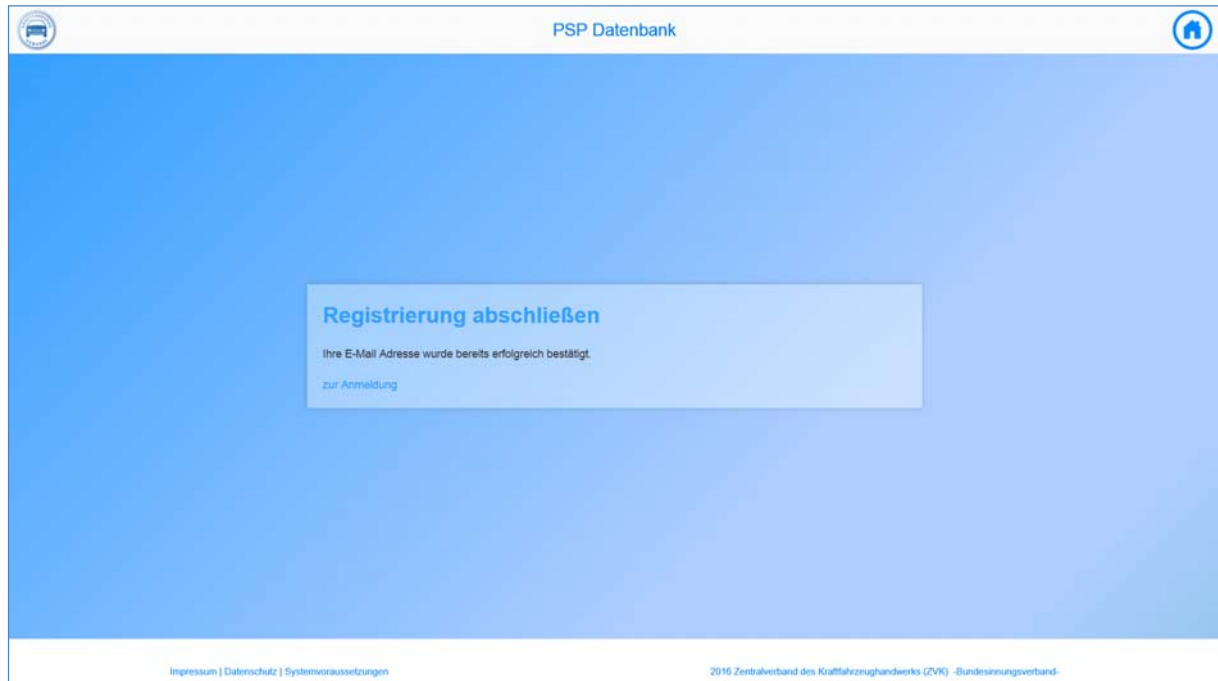 PSP Datenbank
Registrierung abschließen
Ihre E-Mail Adresse wurde bereits erfolgreich bestätigt.
zur Anmeldung
Impressum | Datenschutz | Systemvoraussetzungen
2016 Zentralverband des Kraftfahrzeughandwerks (ZVK) -Bundesinnungsverband-